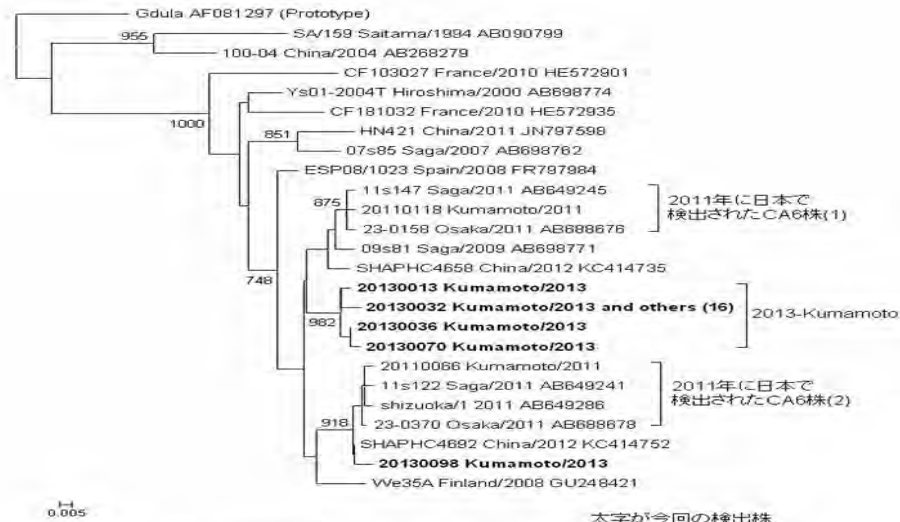 Gdula AF081297 (Prototype)
955
SA/159 Saitama/1994 AB090799
100-04 China/2004 AB268279
CF103027 France/2010 HE572901
Ys01-2004T Hiroshima/2000 AB698774
CF181032 France/2010 HE572935
1000
851
HN421 China/2011 JN797598
07s85 Saga/2007 AB698762
ESP08/1023 Spain/2008 FR797984
11s147 Saga/2011 AB649245
875
20110118 Kumamoto/2011
23-0158 Osaka/2011 AB688676
2011年に日本で
検出されたCA6株(1)
09s81 Saga/2009 AB698771
SHAPHC4658 China/2012 KC414735
748
20130013 Kumamoto/2013
20130032 Kumamoto/2013 and others (16)
982
20130036 Kumamoto/2013
20130070 Kumamoto/2013
2013-Kumamoto
20110066 Kumamoto/2011
11s122 Saga/2011 AB649241
shizuoka/1 2011 AB649286
23-0370 Osaka/2011 AB688678
2011年に日本で
検出されたCA6株(2)
918
SHAPHC4692 China/2012 KC414752
20130098 Kumamoto/2013
We35A Finland/2008 GU248421
0.005
太字が今回の検出株